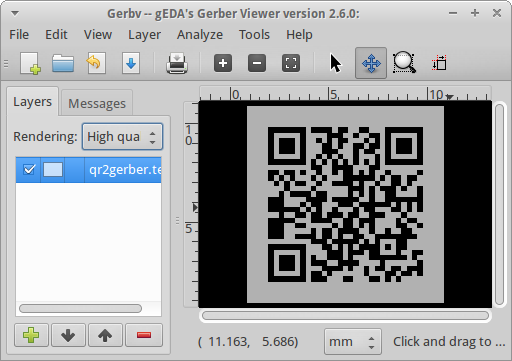 Gerbv -- gEDA's Gerber Viewer version 2.6.0:
File Edit View Layer Analyze Tools Help
Layers Messages
Rendering: High qua
qr2gerber.te
0 5 10
10
5
( 11.163, 5.686) mm Click and drag to ...